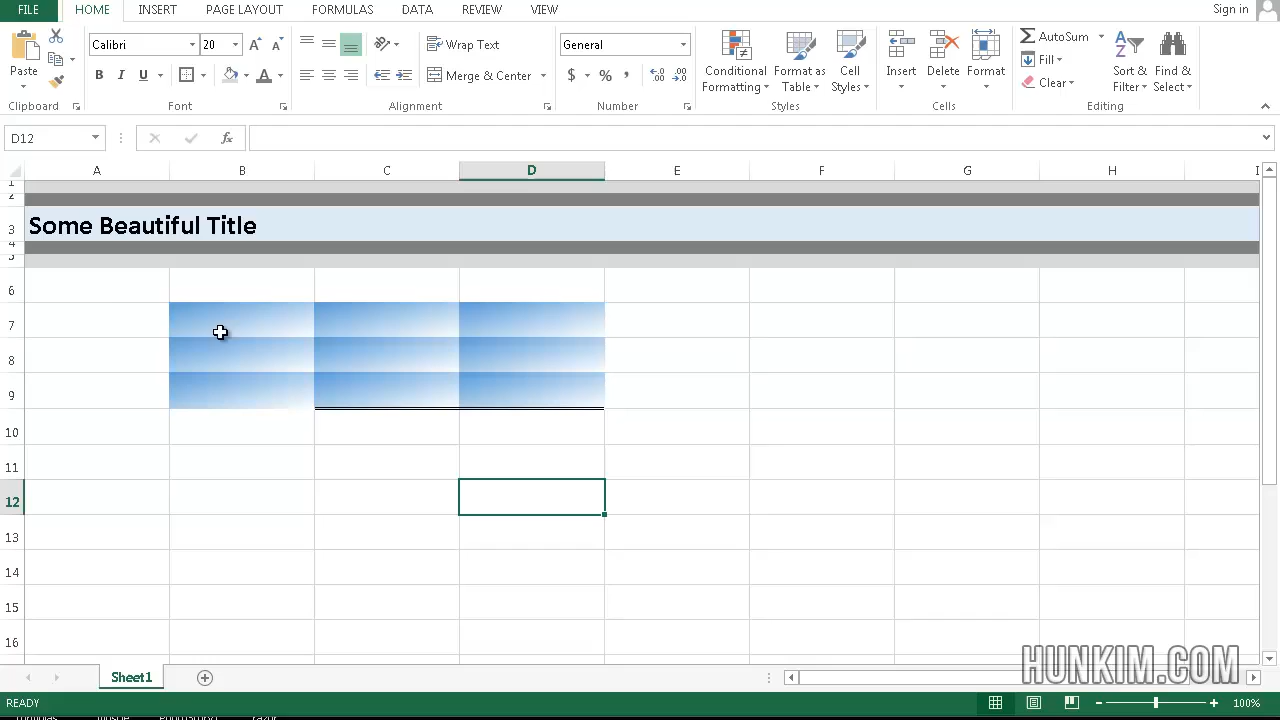 FILE HOME INSERT PAGE LAYOUT FORMULAS DATA REVIEW VIEW Sign in
Calibri 20 A A Wrap Text General AutoSum
Paste B I U A Merge & Center $ % , Conditional Formatting Format as Table Cell Styles Insert Delete Format Fill Clear Sort & Filter Find & Select
Clipboard Font Alignment Number Styles Cells Editing
D12 fx
A B C D E F G H I
1
2
3 Some Beautiful Title
4
5
6
7
8
9
10
11
12
13
14
15
16
HUNKIM.COM
Sheet1
READY 100%